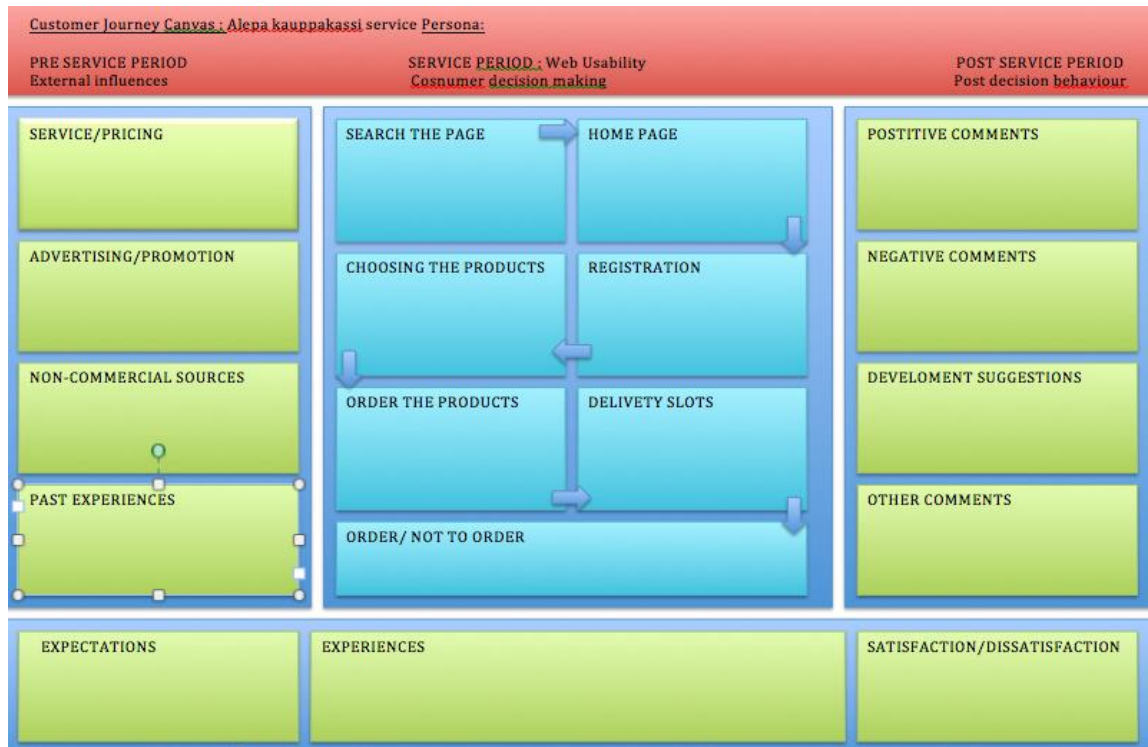 Customer Journey Canvas : Alepa kauppakassi service Persona:
PRE SERVICE PERIOD
External influences
SERVICE PERIOD : Web Usability
Cosnumer decision making
POST SERVICE PERIOD
Post decision behaviour
SERVICE/PRICING
ADVERTISING/PROMOTION
NON-COMMERCIAL SOURCES
PAST EXPERIENCES
SEARCH THE PAGE
HOME PAGE
CHOOSING THE PRODUCTS
REGISTRATION
ORDER THE PRODUCTS
DELIVETY SLOTS
ORDER/ NOT TO ORDER
POSTITIVE COMMENTS
NEGATIVE COMMENTS
DEVELOMENT SUGGESTIONS
OTHER COMMENTS
EXPECTATIONS
EXPERIENCES
SATISFACTION/DISSATISFACTION